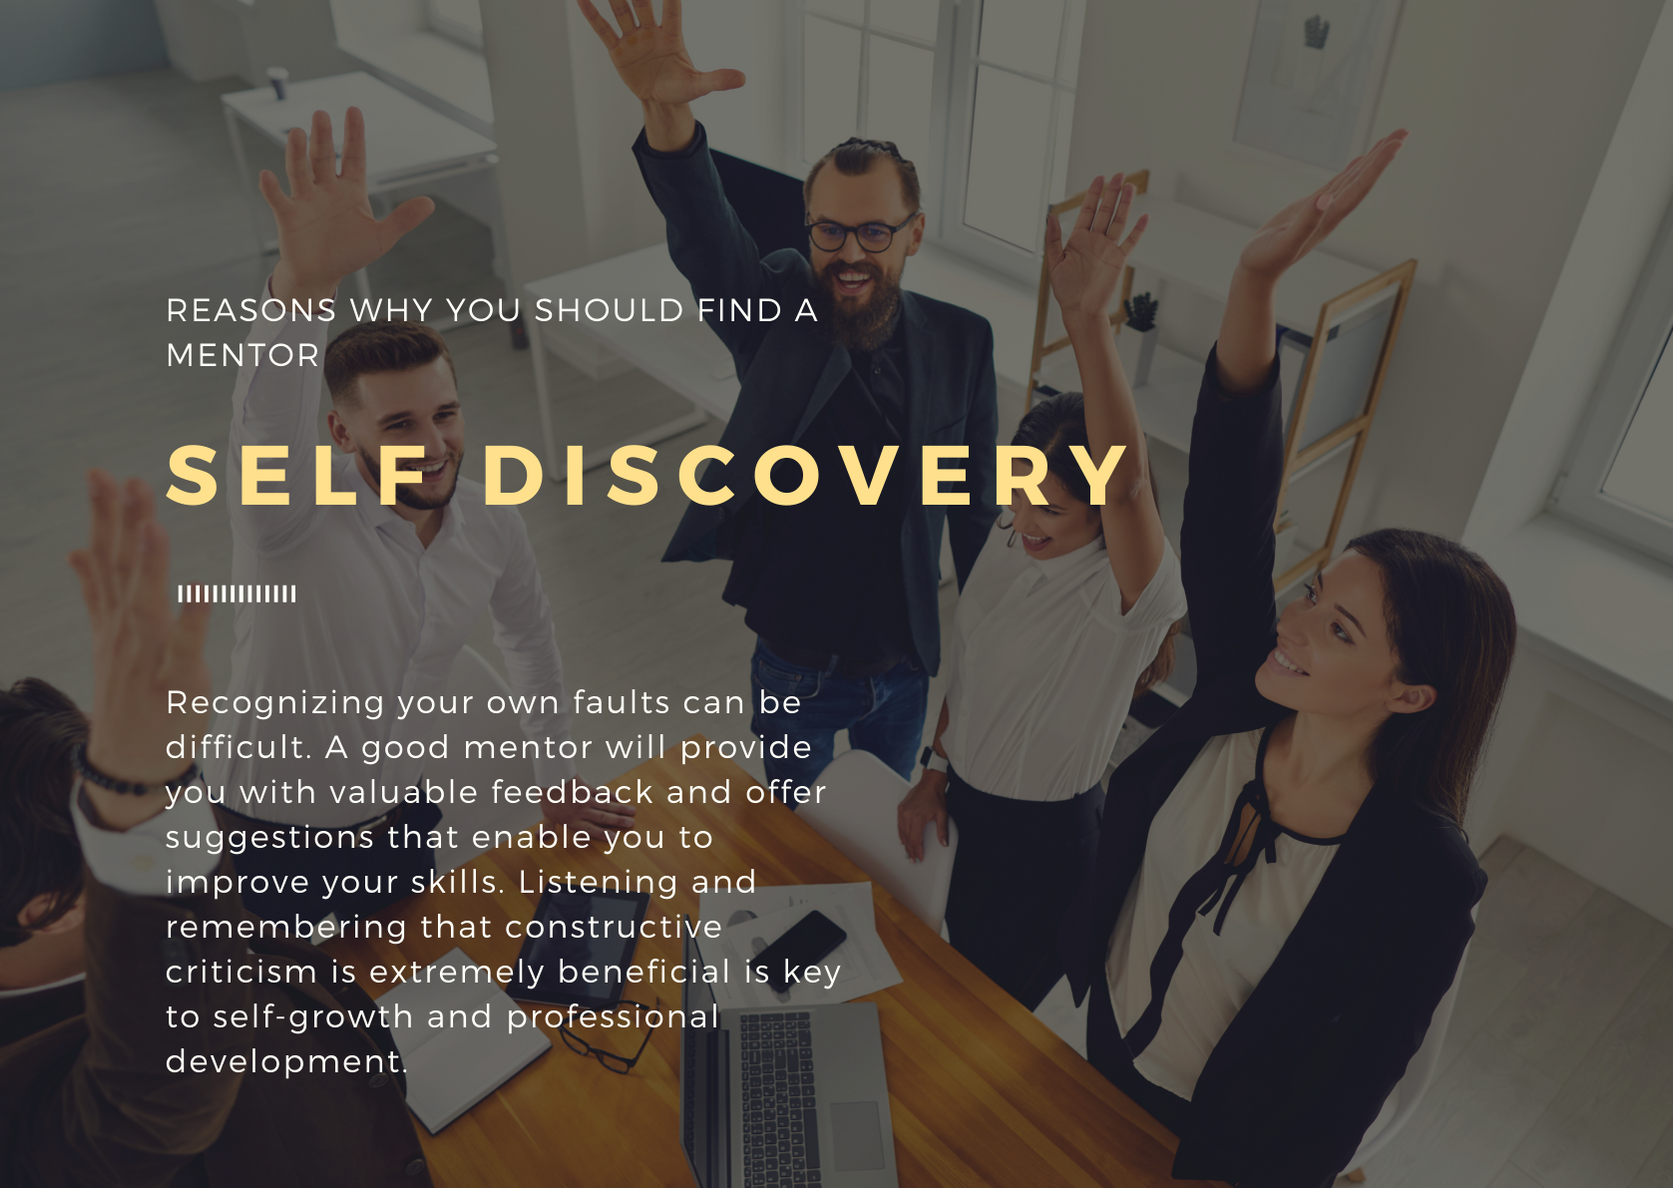 REASONS WHY YOU SHOULD FIND A
MENTOR
SELF DISCOVERY
Recognizing your own faults can be
difficult. A good mentor will provide
you with valuable feedback and offer
suggestions that enable you to
improve your skills. Listening and
remembering that constructive
criticism is extremely beneficial is key
to self-growth and professional
development.